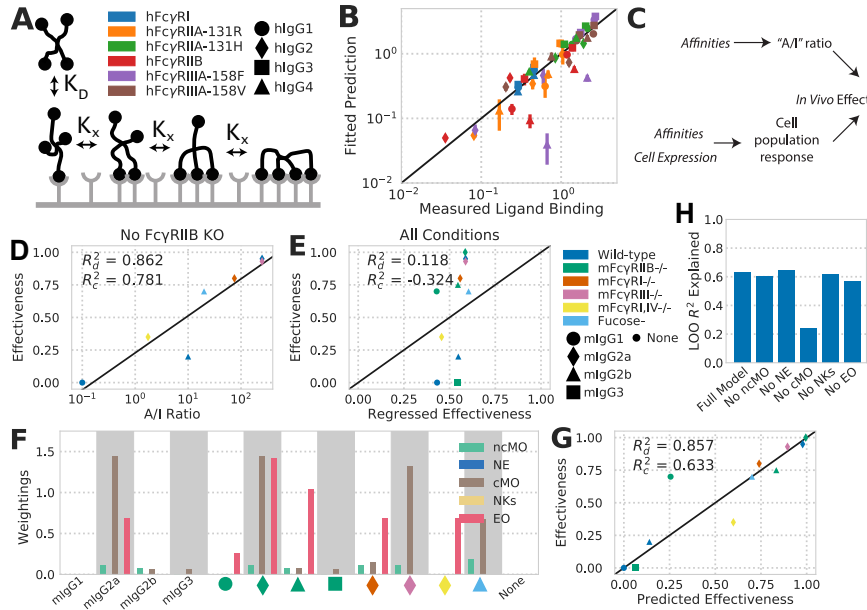 A
K_D
K_x
K_x
K_x
hFcγRI
hFcγRIIA-131R
hFcγRIIA-131H
hFcγRIIB
hFcγRIIIA-158F
hFcγRIIIA-158V
hIgG1
hIgG2
hIgG3
hIgG4
B
Fitted Prediction
10^0
10^−1
10^−2
10^−2
10^−1
10^0
Measured Ligand Binding
C
Affinities
"A/I" ratio
In Vivo Effect
Affinities
Cell Expression
Cell
population
response
D
No FcγRIIB KO
R_d^2 = 0.862
R_c^2 = 0.781
Effectiveness
1.00
0.75
0.50
0.25
0.00
10^−1
10^0
10^1
10^2
A/I Ratio
E
All Conditions
R_d^2 = 0.118
R_c^2 = -0.324
Effectiveness
1.00
0.75
0.50
0.25
0.00
0.00
0.25
0.50
0.75
1.00
Regressed Effectiveness
Wild-type
mFcγRIIB-/-
mFcγRI-/-
mFcγRIII-/-
mFcγRI,IV-/-
Fucose-
mIgG1
None
mIgG2a
mIgG2b
mIgG3
H
LOO R^2 Explained
1.0
0.8
0.6
0.4
0.2
0.0
Full Model
No ncMO
No NE
No cMO
No NKs
No EO
F
Weightings
1.5
1.0
0.5
0.0
mIgG1
mIgG2a
mIgG2b
mIgG3
None
ncMO
NE
cMO
NKs
EO
G
R_d^2 = 0.857
R_c^2 = 0.633
Effectiveness
1.00
0.75
0.50
0.25
0.00
0.00
0.25
0.50
0.75
1.00
Predicted Effectiveness